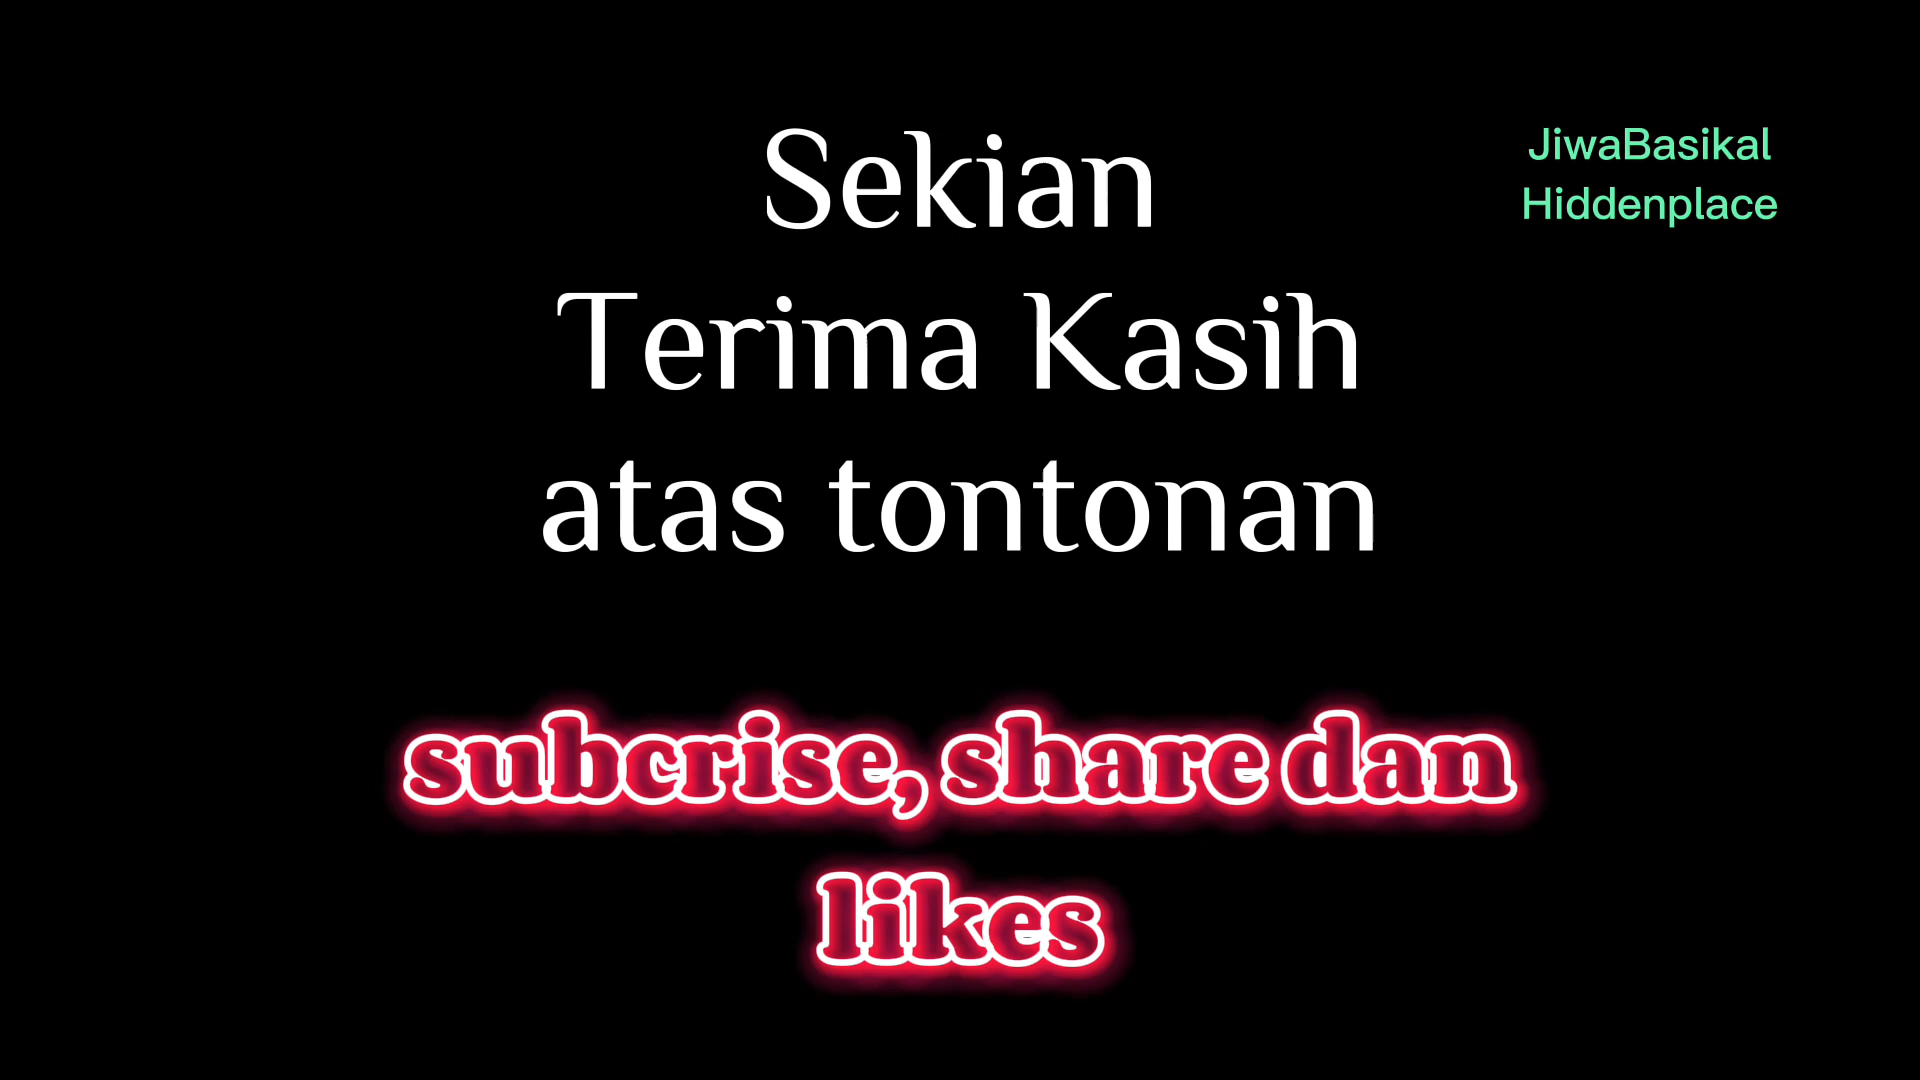 Sekian
Terima Kasih
atas tontonan
JiwaBasikal
Hiddenplace
subcrise, share dan
likes